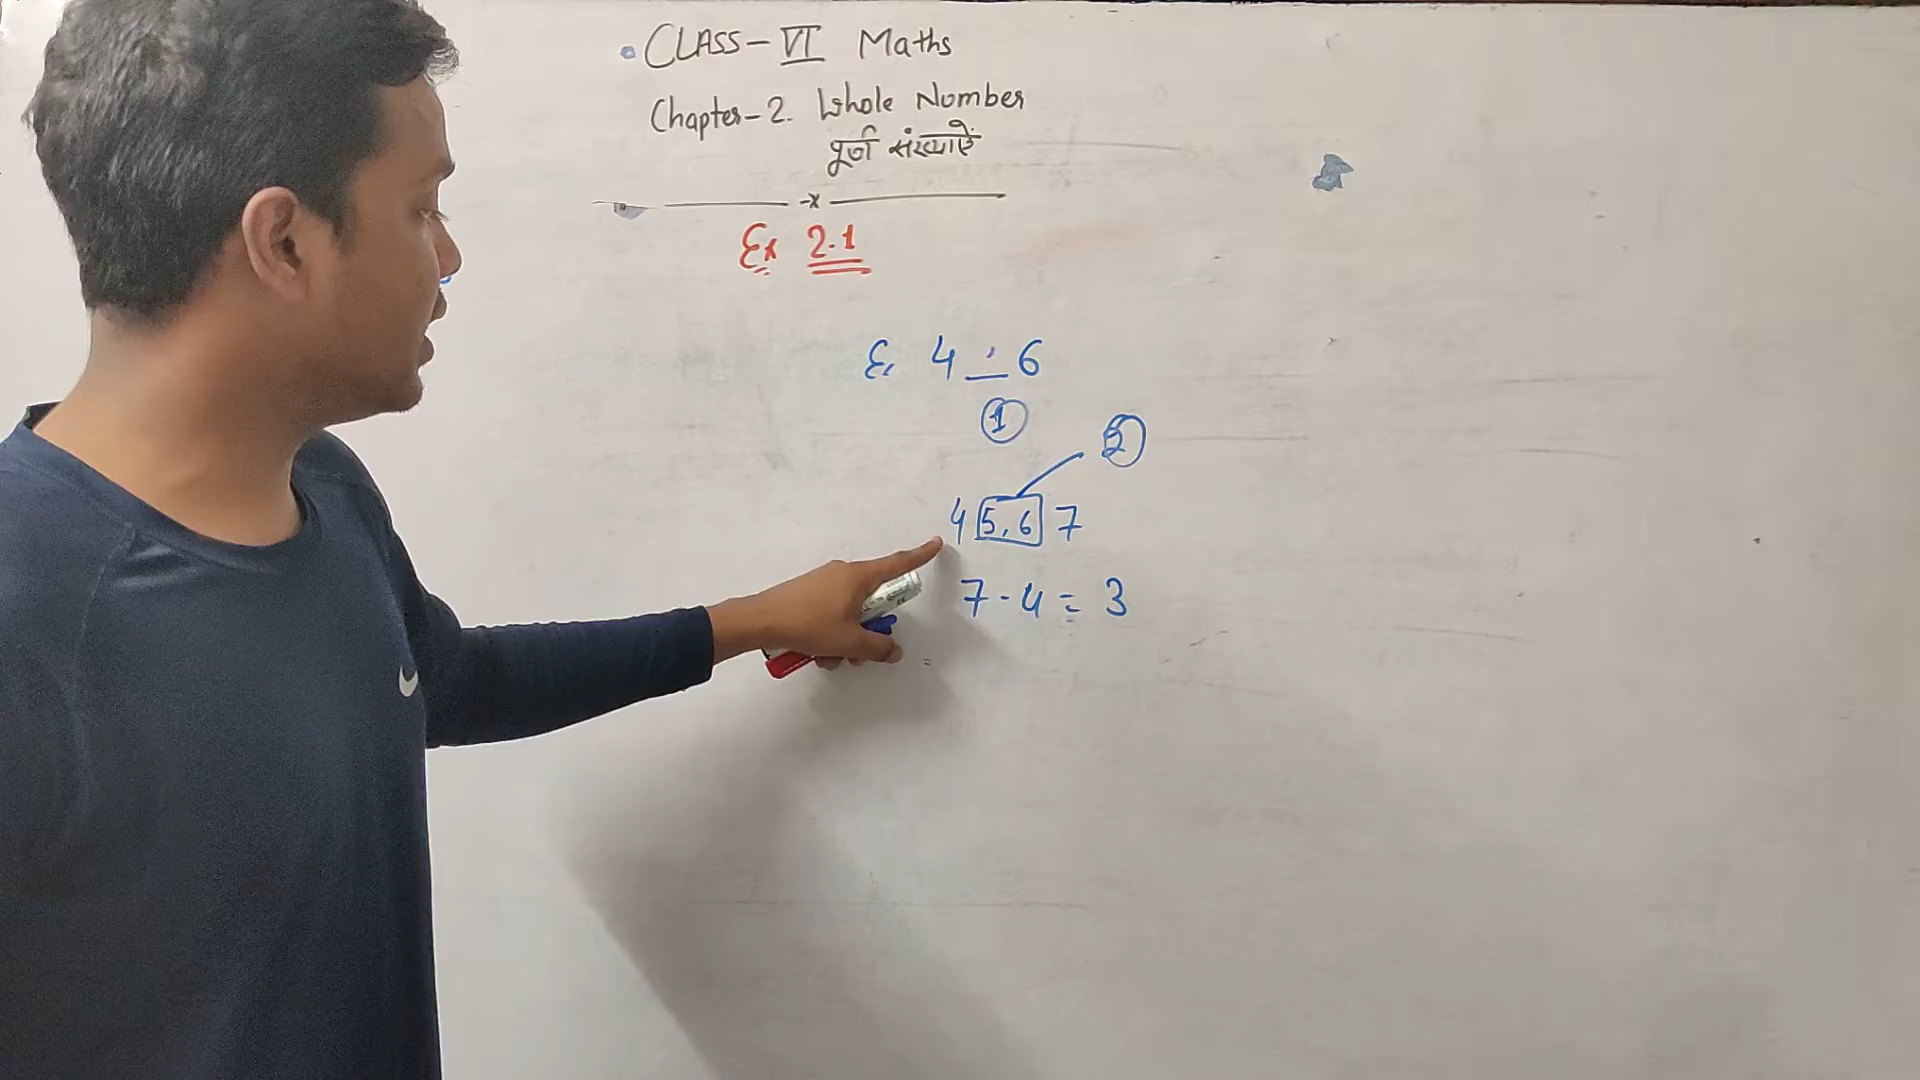 CLASS-VI Maths
Chapter-2. Whole Number
पूर्ण संख्याऐं
Ex 2.1
4 _ 6
1
2
4 5,6 7
7-4=3